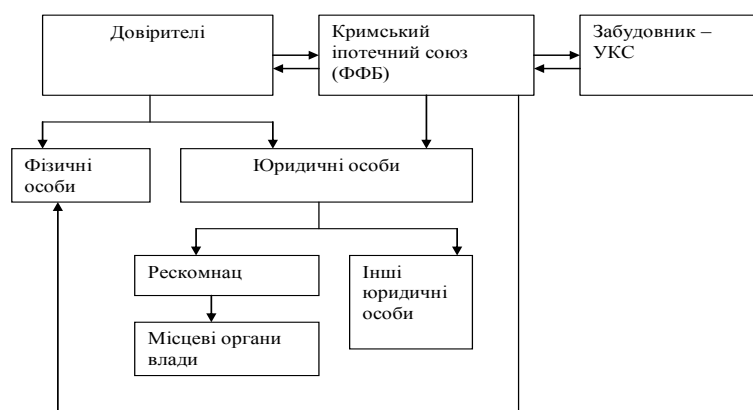 Довірителі
Кримський
іпотечний союз
(ФФБ)
Забудовник –
УКС
Фізичні
особи
Юридичні особи
Рескомнац
Інші
юридичні
особи
Місцеві органи
влади